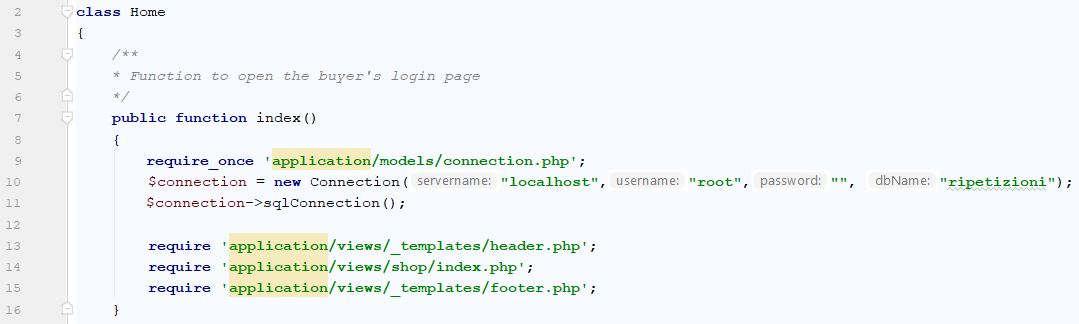 2 class Home
3 {
4 /**
5 * Function to open the buyer's login page
6 */
7 public function index()
8 {
9 require_once 'application/models/connection.php';
10 $connection = new Connection( servername: "localhost", username: "root", password: "", dbName: "ripetizioni");
11 $connection->sqlConnection();
12
13 require 'application/views/_templates/header.php';
14 require 'application/views/shop/index.php';
15 require 'application/views/_templates/footer.php';
16 }